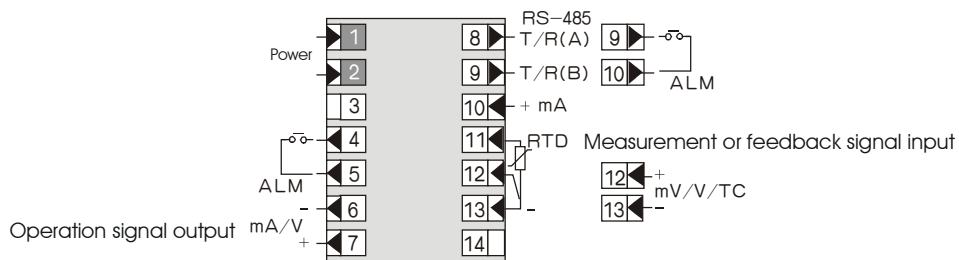 RS-485
1 8 T/R(A) 9
Power
2 9 T/R(B) 10 ALM
3 10 + mA
4 11 RTD Measurement or feedback signal input
ALM 5 12 12 + mV/V/TC
- 6 13 - 13 -
Operation signal output mA/V + 7 14